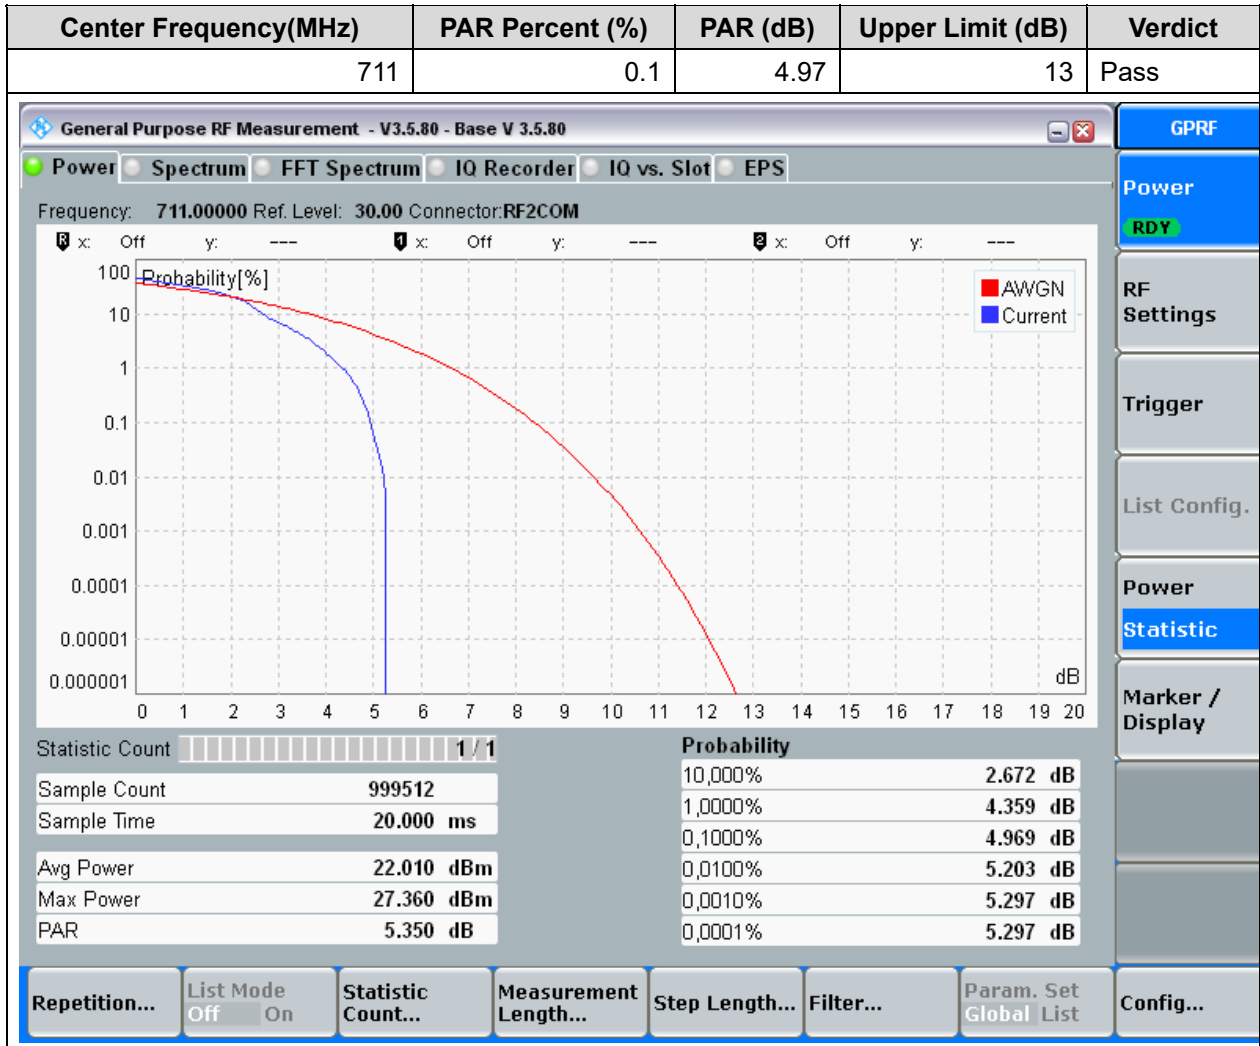 Center Frequency(MHz) PAR Percent (%) PAR (dB) Upper Limit (dB) Verdict
711 0.1 4.97 13 Pass
General Purpose RF Measurement - V3.5.80 - Base V 3.5.80
GPRF
Power Spectrum FFT Spectrum IQ Recorder IQ vs. Slot EPS
Power
RDY
Frequency: 711.00000 Ref. Level: 30.00 Connector:RF2COM
R x: Off y: --- 1 x: Off y: --- 2 x: Off y: ---
Probability[%]
AWGN
Current
100
10
1
0.1
0.01
0.001
0.0001
0.00001
0.000001
dB
0 1 2 3 4 5 6 7 8 9 10 11 12 13 14 15 16 17 18 19 20
RF
Settings
Trigger
List Config.
Power
Statistic
Marker /
Display
Statistic Count 1 / 1
Sample Count 999512
Sample Time 20.000 ms
Avg Power 22.010 dBm
Max Power 27.360 dBm
PAR 5.350 dB
Probability
10,000% 2.672 dB
1,0000% 4.359 dB
0,1000% 4.969 dB
0,0100% 5.203 dB
0,0010% 5.297 dB
0,0001% 5.297 dB
Repetition...
List Mode
Off On
Statistic
Count...
Measurement
Length...
Step Length...
Filter...
Param. Set
Global List
Config...